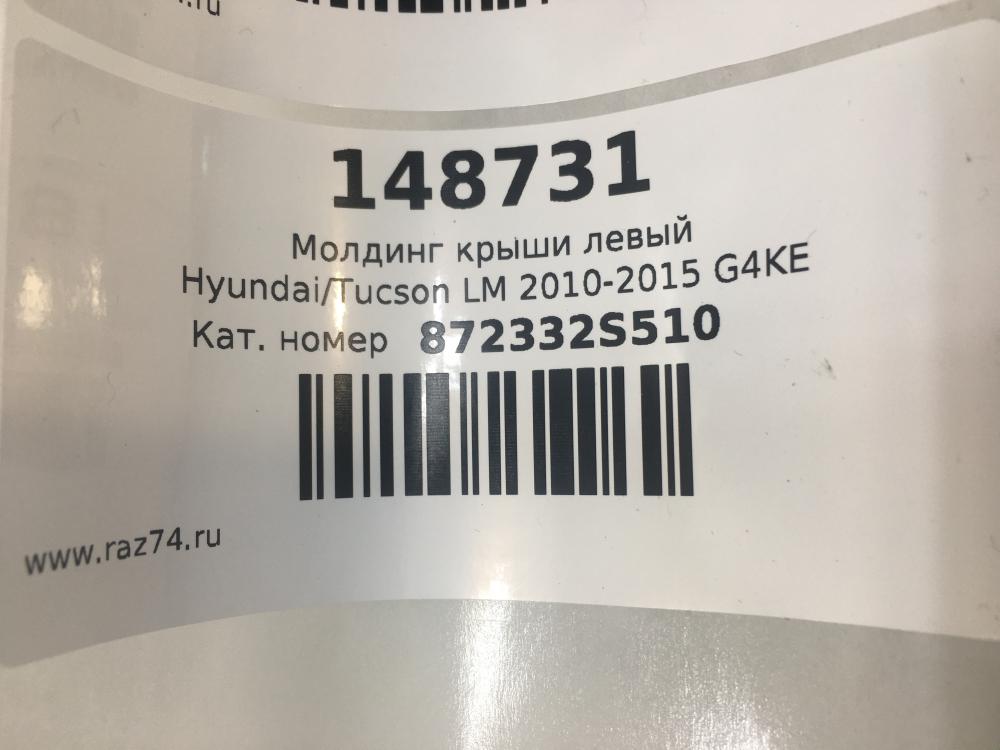 148731
Молдинг крыши левый
Hyundai/Tucson LM 2010-2015 G4KE
Кат. номер 872332S510
www.raz74.ru